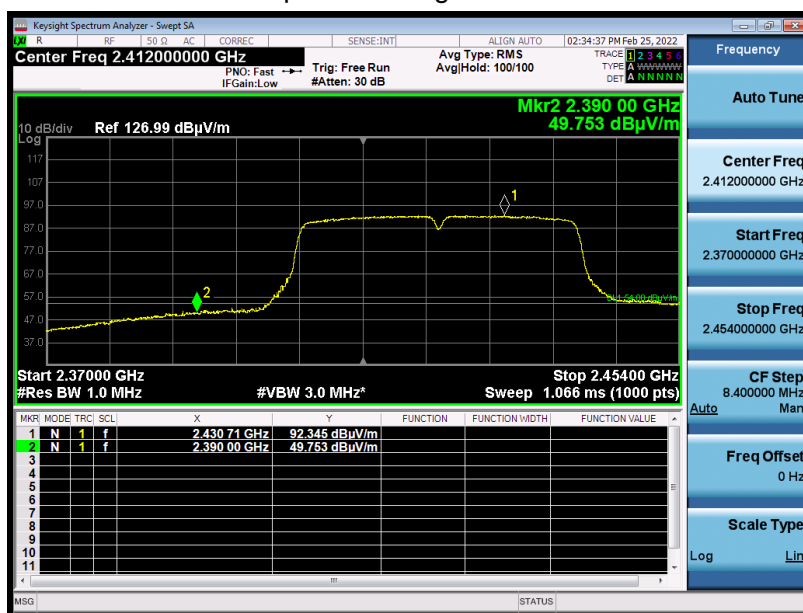 Keysight Spectrum Analyzer - Swept SA
LXI R RF 50 Ω AC CORREC SENSE:INT ALIGN AUTO 02:34:37 PM Feb 25, 2022
Center Freq 2.412000000 GHz
PNO: Fast
IFGain:Low
Trig: Free Run
#Atten: 30 dB
Avg Type: RMS
Avg|Hold: 100/100
TRACE 1 2 3 4 5 6
TYPE A WWWWW
DET A N N N N N
Mkr2 2.390 00 GHz
49.753 dBµV/m
10 dB/div Ref 126.99 dBµV/m
Log
117
107
97.0
87.0
77.0
67.0
57.0
47.0
37.0
1
2
Start 2.37000 GHz Stop 2.45400 GHz
#Res BW 1.0 MHz #VBW 3.0 MHz* Sweep 1.066 ms (1000 pts)
MKR MODE TRC SCL X Y FUNCTION FUNCTION WIDTH FUNCTION VALUE
1 N 1 f 2.430 71 GHz 92.345 dBµV/m
2 N 1 f 2.390 00 GHz 49.753 dBµV/m
3
4
5
6
7
8
9
10
11
MSG STATUS
Frequency
Auto Tune
Center Freq
2.412000000 GHz
Start Freq
2.370000000 GHz
Stop Freq
2.454000000 GHz
CF Step
8.400000 MHz
Auto Man
Freq Offset
0 Hz
Scale Type
Log Lin